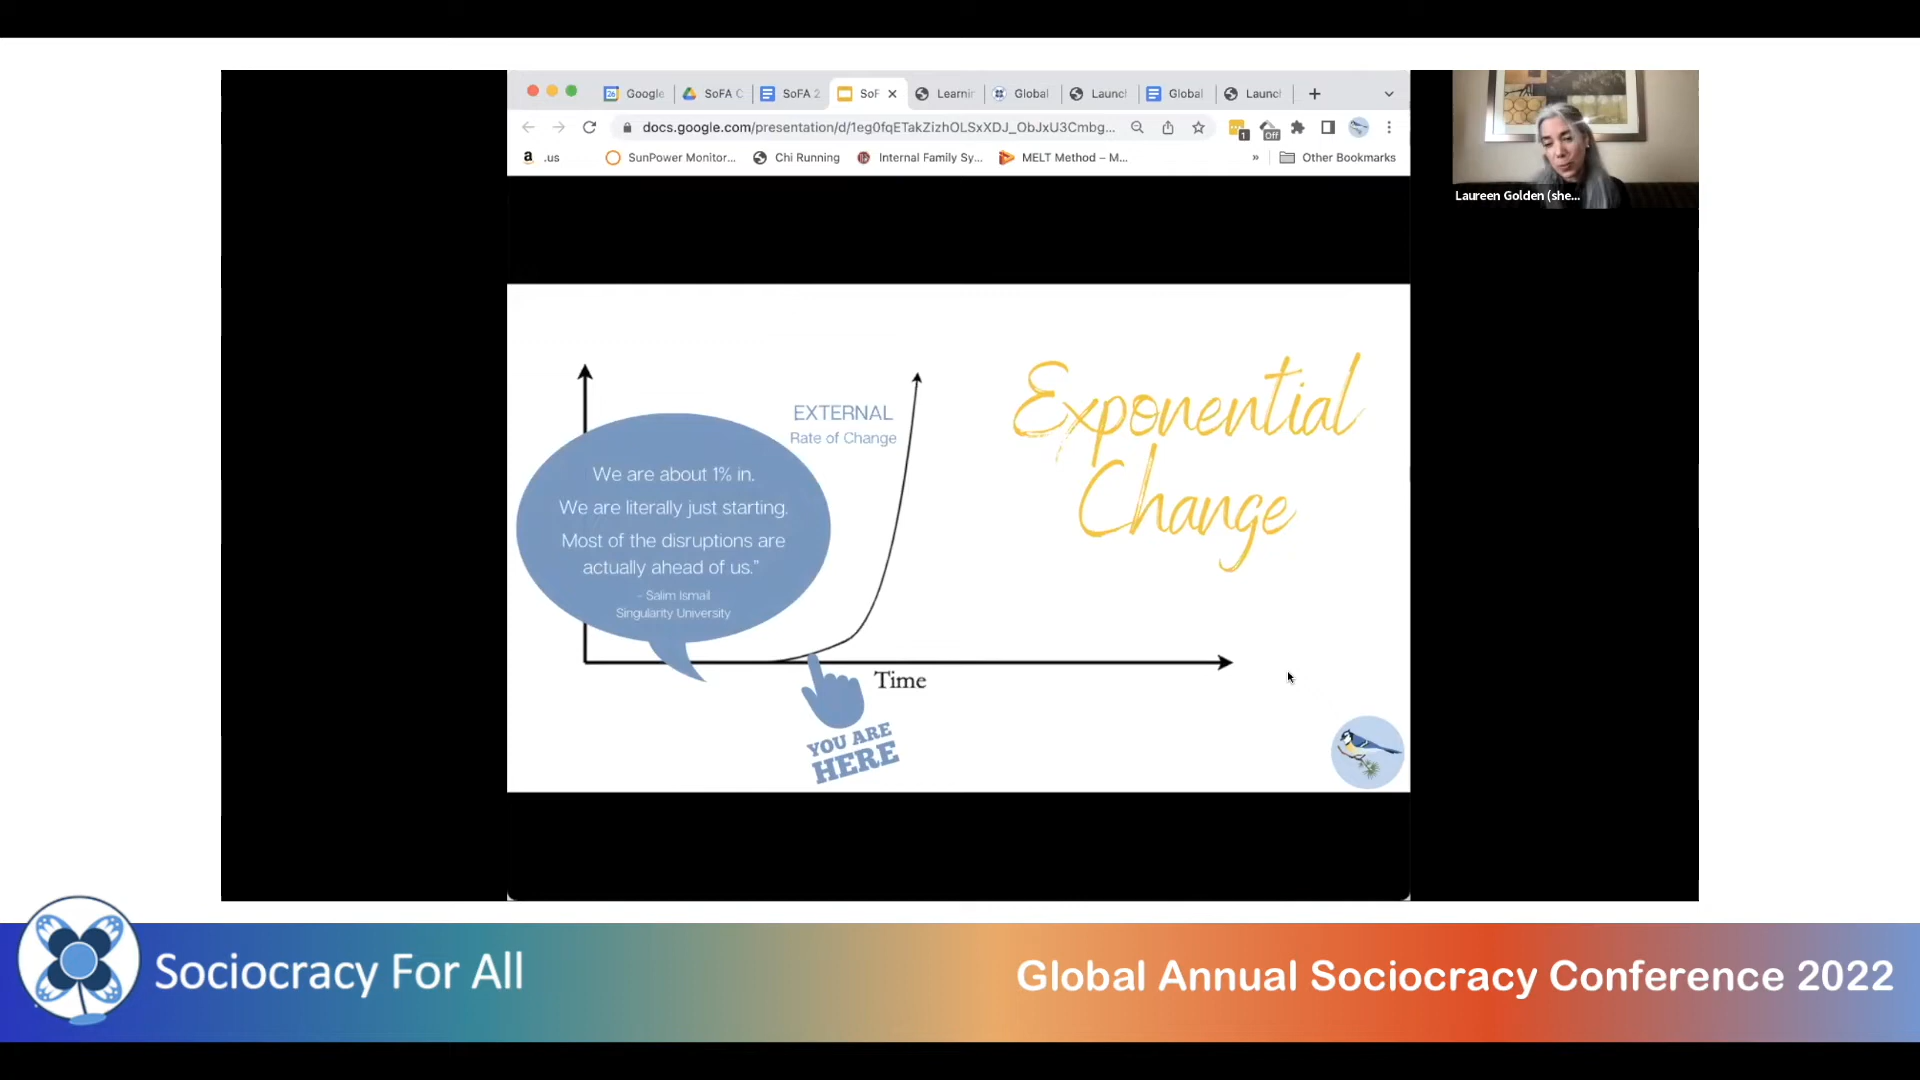 Google
SoFA C
SoFA 2
SoF
Learnin
Global
Launch
Global
Launch
docs.google.com/presentation/d/1eg0fqETakZizhOLSxXDJ_ObJxU3Cmbg...
1
Off
.us
SunPower Monitor...
Chi Running
Internal Family Sy...
MELT Method – M...
»
Other Bookmarks
Laureen Golden (she...
Exponential
Change
EXTERNAL
Rate of Change
We are about 1% in.
We are literally just starting.
Most of the disruptions are
actually ahead of us.”
- Salim Ismail
Singularity University
Time
YOU ARE
HERE
Sociocracy For All
Global Annual Sociocracy Conference 2022